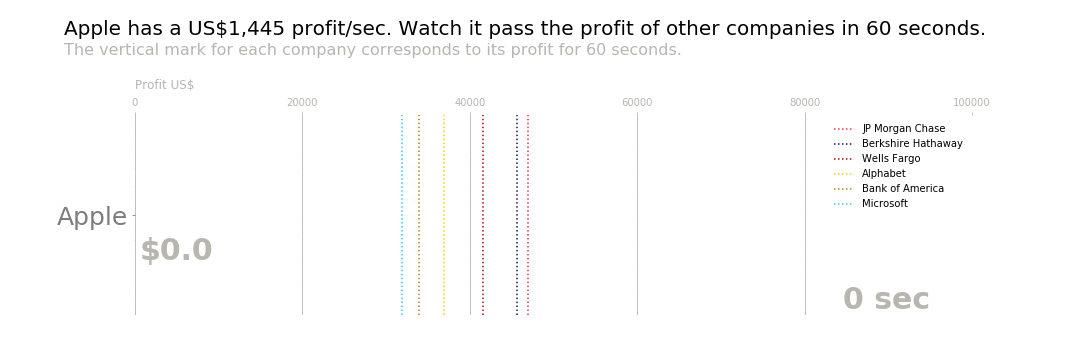 Apple has a US$1,445 profit/sec. Watch it pass the profit of other companies in 60 seconds.
The vertical mark for each company corresponds to its profit for 60 seconds.
Profit US$
0 20000 40000 60000 80000 100000
JP Morgan Chase
Berkshire Hathaway
Wells Fargo
Alphabet
Bank of America
Microsoft
Apple
$0.0
0 sec